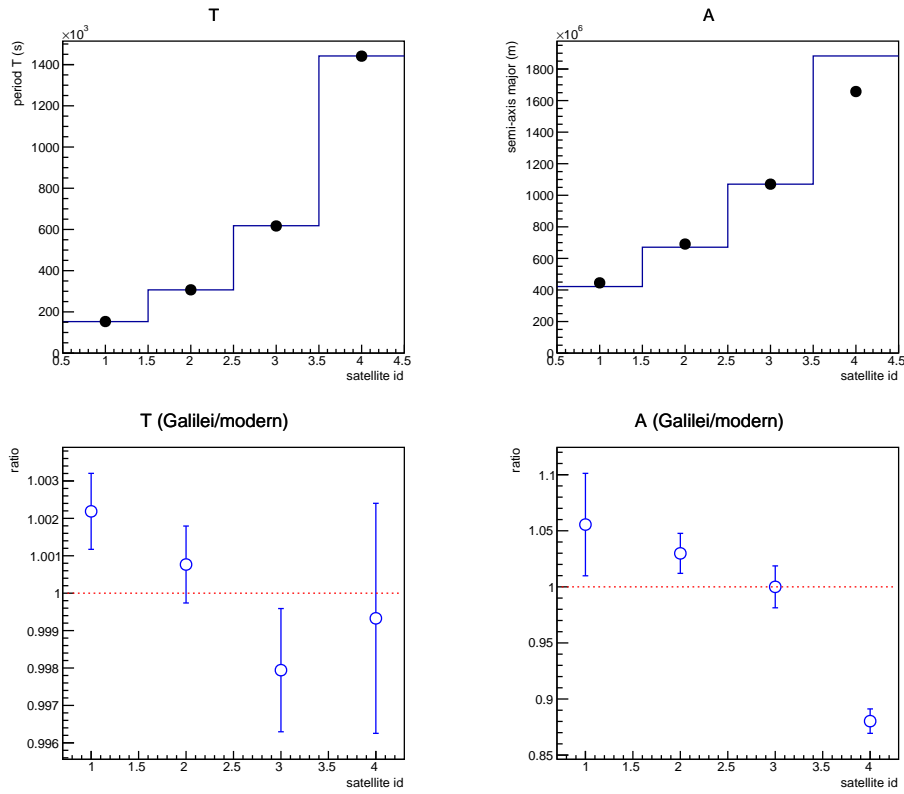 T
×10³
period T (s)
1400
1200
1000
800
600
400
200
0
0.5 1 1.5 2 2.5 3 3.5 4 4.5
satellite id
A
×10⁶
semi-axis major (m)
1800
1600
1400
1200
1000
800
600
400
200
0
0.5 1 1.5 2 2.5 3 3.5 4 4.5
satellite id
T (Galilei/modern)
ratio
1.003
1.002
1.001
1
0.999
0.998
0.997
0.996
1 1.5 2 2.5 3 3.5 4
satellite id
A (Galilei/modern)
ratio
1.1
1.05
1
0.95
0.9
0.85
1 1.5 2 2.5 3 3.5 4
satellite id